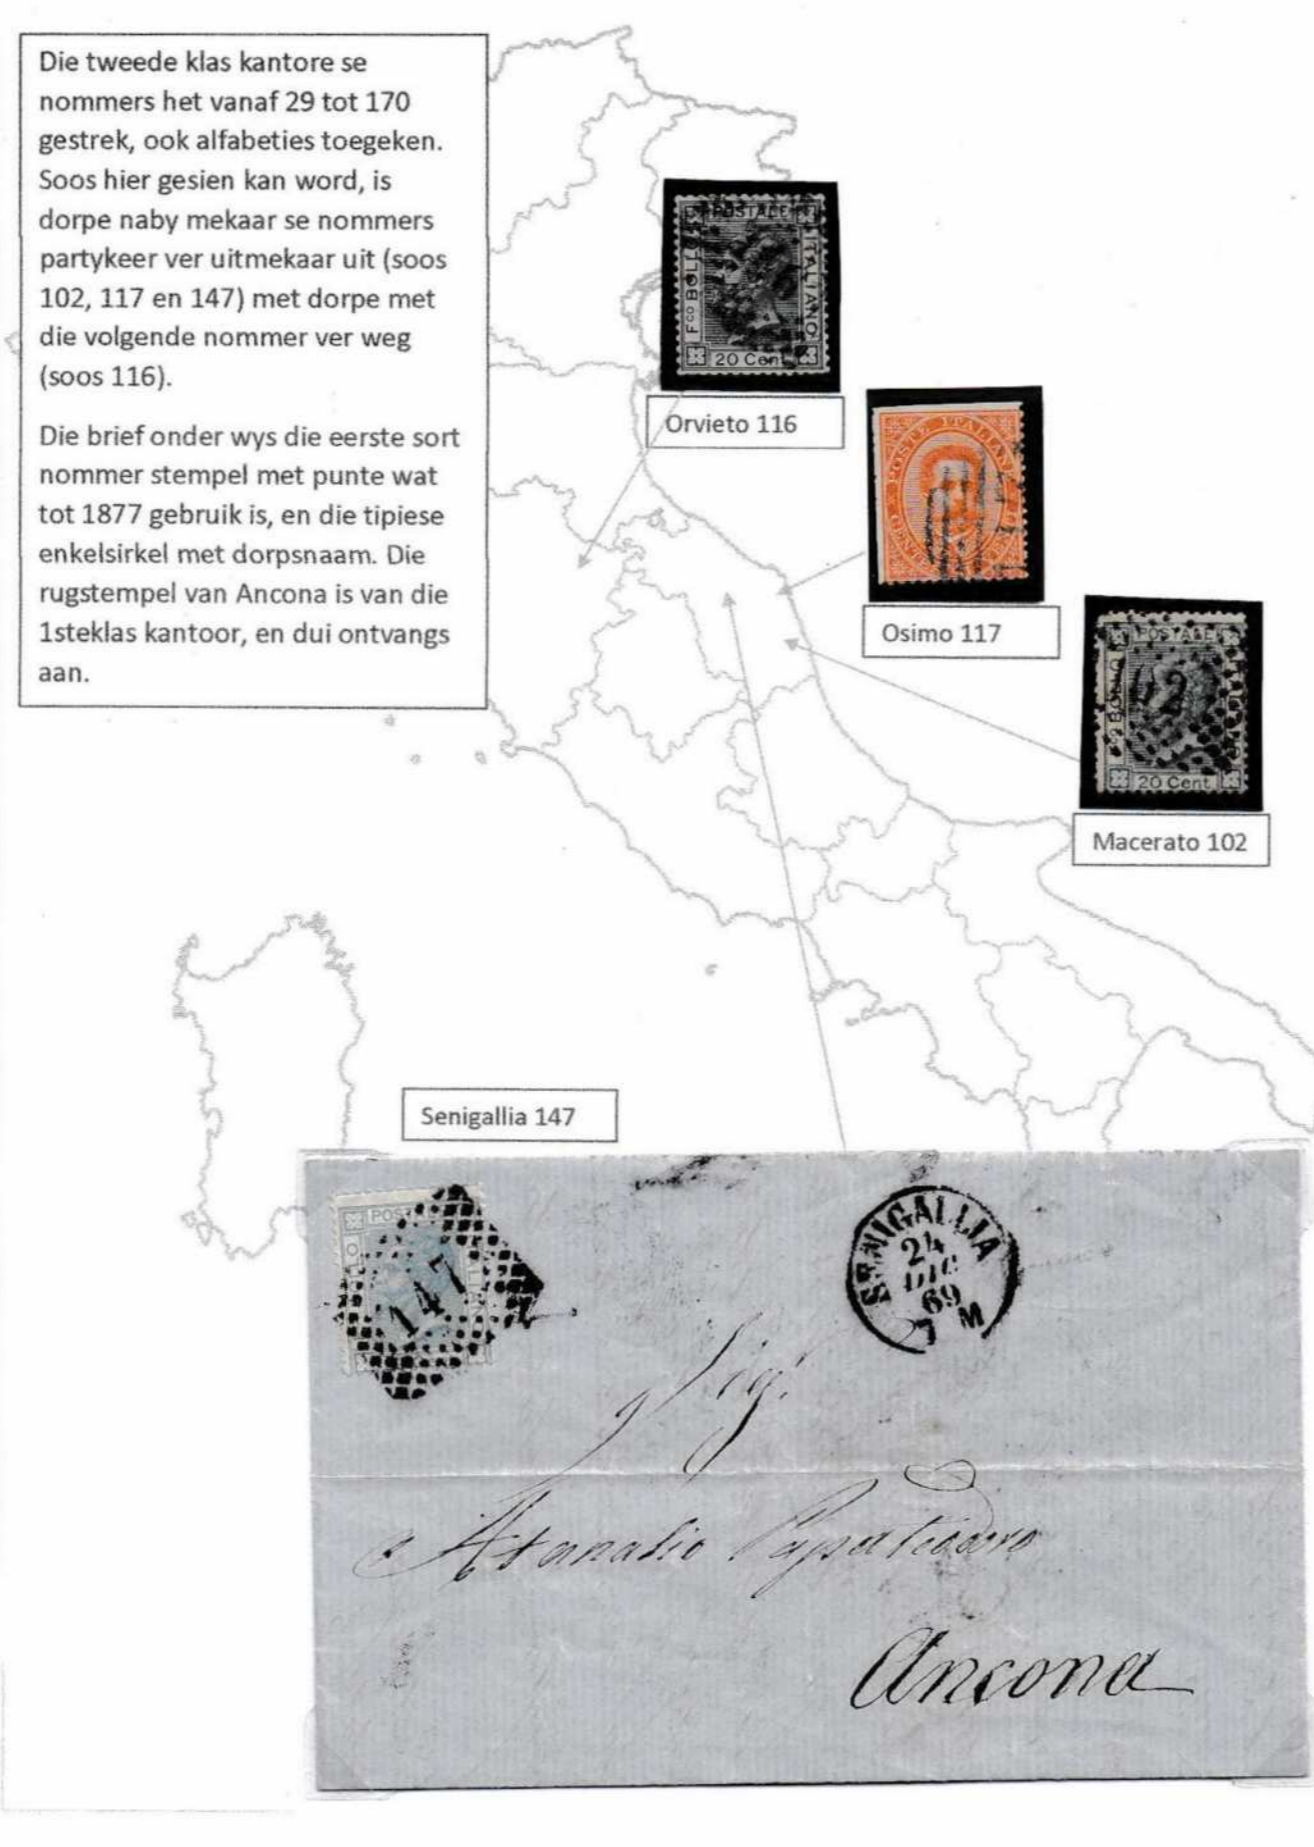 Die tweede klas kantore se
nommers het vanaf 29 tot 170
gestrek, ook alfabeties toegeken.
Soos hier gesien kan word, is
dorpe naby mekaar se nommers
partykeer ver uitmekaar uit (soos
102, 117 en 147) met dorpe met
die volgende nommer ver weg
(soos 116).
Die brief onder wys die eerste sort
nommer stempel met punte wat
tot 1877 gebruik is, en die tipiese
enkelsirkel met dorpsnaam. Die
rugstempel van Ancona is van die
1steklas kantoor, en dui ontvangs
aan.
POSTALE
Fco BOLLO
ITALIANO
20 Cent
Orvieto 116
POSTE ITALIANE
Osimo 117
POSTALE
BOLLO
20 Cent
Macerato 102
Senigallia 147
147
SENIGALLIA
24
DIC
69
7 M
Sig.
Ancona